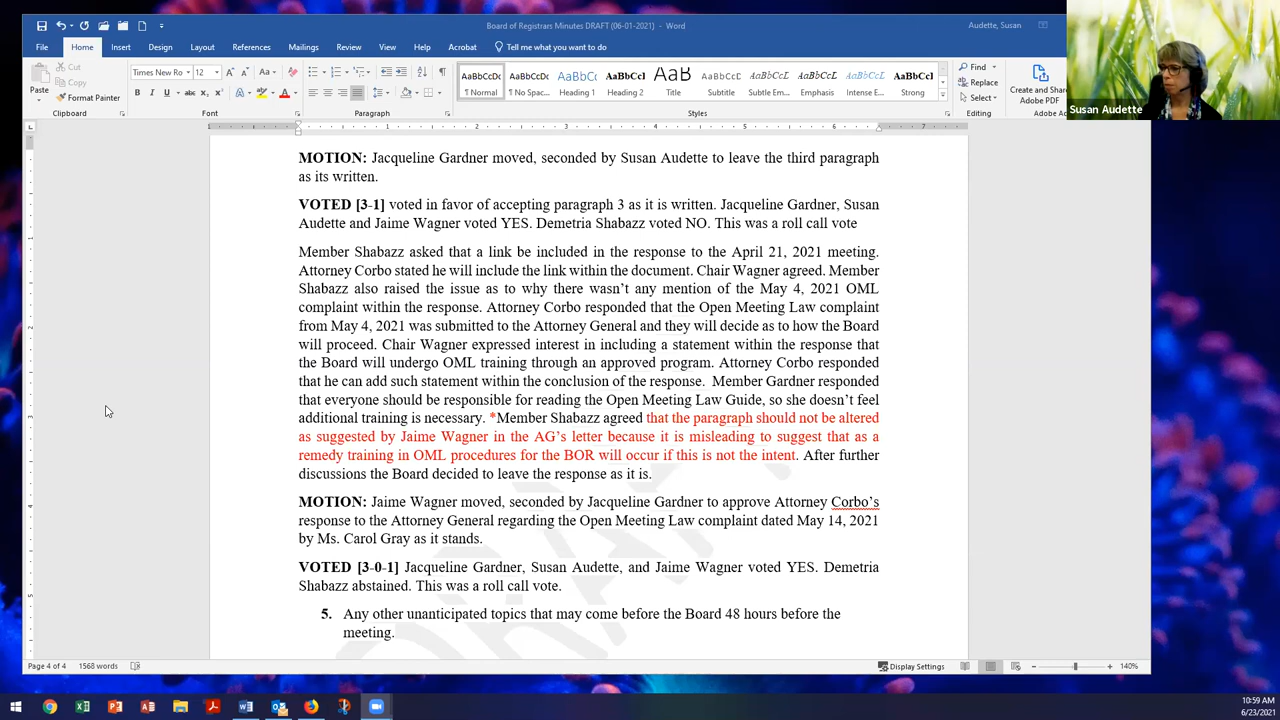 Board of Registrars Minutes DRAFT (06-01-2021) - Word
Audette, Susan
File Home Insert Design Layout References Mailings Review View Help Acrobat Tell me what you want to do
Cut
Copy
Format Painter
Paste
Clipboard
Times New Ro 12
Font
Paragraph
AaBbCcDc AaBbCcDc AaBbCc AaBbCcl AaB AaBbCcD AaBbCcDd AaBbCcDd AaBbCcDd AaBbCcDc
¶ Normal ¶ No Spac... Heading 1 Heading 2 Title Subtitle Subtle Em... Emphasis Intense E... Strong
Styles
Find
Replace
Select
Editing
Create and Share
Adobe PDF
Adobe Ac
Susan Audette
MOTION: Jacqueline Gardner moved, seconded by Susan Audette to leave the third paragraph
as its written.
VOTED [3-1] voted in favor of accepting paragraph 3 as it is written. Jacqueline Gardner, Susan
Audette and Jaime Wagner voted YES. Demetria Shabazz voted NO. This was a roll call vote
Member Shabazz asked that a link be included in the response to the April 21, 2021 meeting.
Attorney Corbo stated he will include the link within the document. Chair Wagner agreed. Member
Shabazz also raised the issue as to why there wasn't any mention of the May 4, 2021 OML
complaint within the response. Attorney Corbo responded that the Open Meeting Law complaint
from May 4, 2021 was submitted to the Attorney General and they will decide as to how the Board
will proceed. Chair Wagner expressed interest in including a statement within the response that
the Board will undergo OML training through an approved program. Attorney Corbo responded
that he can add such statement within the conclusion of the response. Member Gardner responded
that everyone should be responsible for reading the Open Meeting Law Guide, so she doesn't feel
additional training is necessary. *Member Shabazz agreed that the paragraph should not be altered
as suggested by Jaime Wagner in the AG's letter because it is misleading to suggest that as a
remedy training in OML procedures for the BOR will occur if this is not the intent. After further
discussions the Board decided to leave the response as it is.
MOTION: Jaime Wagner moved, seconded by Jacqueline Gardner to approve Attorney Corbo's
response to the Attorney General regarding the Open Meeting Law complaint dated May 14, 2021
by Ms. Carol Gray as it stands.
VOTED [3-0-1] Jacqueline Gardner, Susan Audette, and Jaime Wagner voted YES. Demetria
Shabazz abstained. This was a roll call vote.
5. Any other unanticipated topics that may come before the Board 48 hours before the
meeting.
Page 4 of 4 1568 words
Display Settings
140%
10:59 AM
6/23/2021